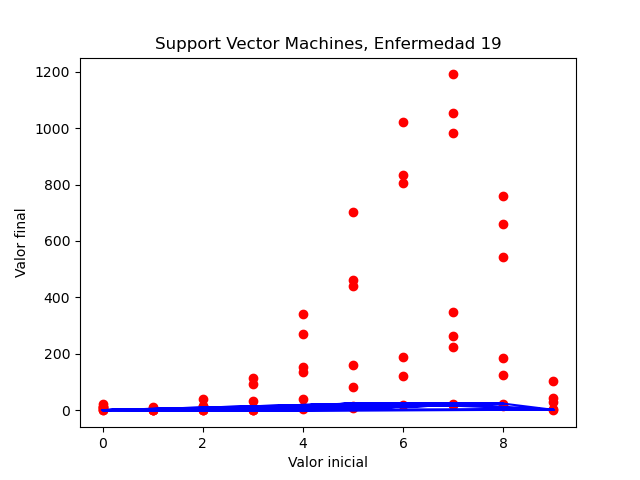 Support Vector Machines, Enfermedad 19
1200
1000
800
600
400
200
0
Valor final
0 2 4 6 8
Valor inicial